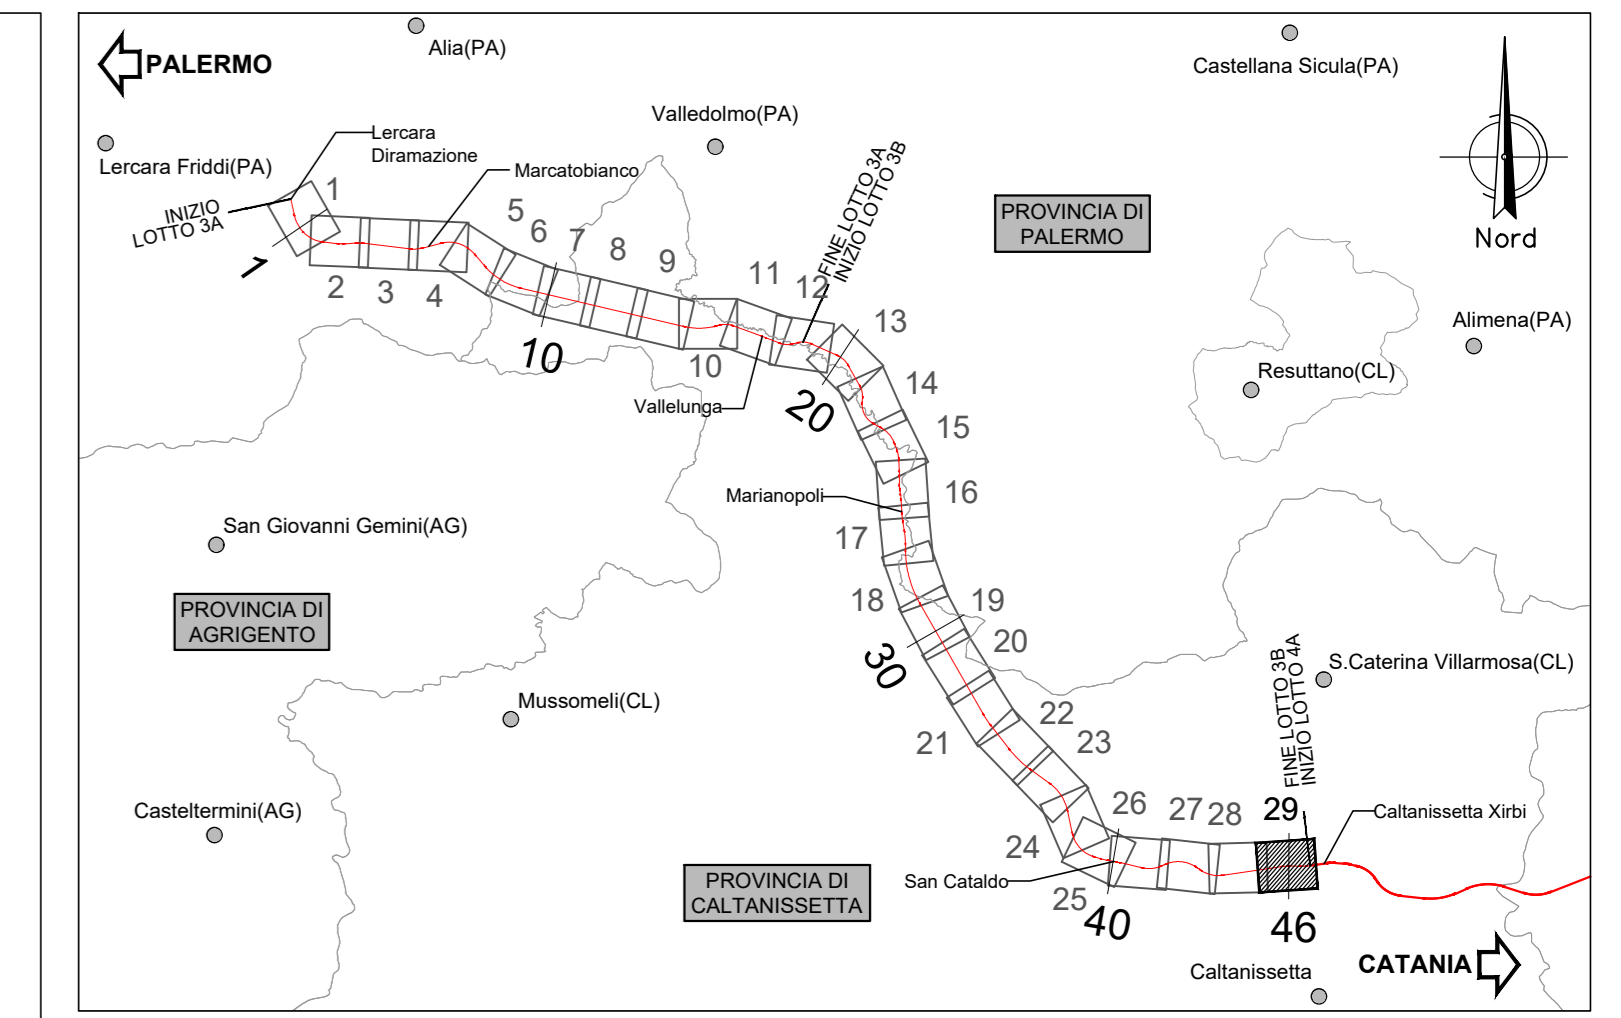 Alia(PA)
PALERMO
Castellana Sicula(PA)
Valledolmo(PA)
Lercara
Diramazione
Lercara Friddi(PA)
Marcatobianco
INIZIO
LOTTO 3A
FINE LOTTO 3A
INIZIO LOTTO 3B
PROVINCIA DI
PALERMO
Nord
1
1
2
3
4
5
6
7
8
9
10
10
11
12
13
14
15
16
17
18
19
20
20
21
22
23
24
25
26
27
28
29
30
40
46
Alimena(PA)
Resuttano(CL)
Vallelunga
Marianopoli
San Giovanni Gemini(AG)
PROVINCIA DI
AGRIGENTO
S.Caterina Villarmosa(CL)
FINE LOTTO 3B
INIZIO LOTTO 4A
Mussomeli(CL)
Casteltermini(AG)
Caltanissetta Xirbi
San Cataldo
PROVINCIA DI
CALTANISSETTA
CATANIA
Caltanissetta